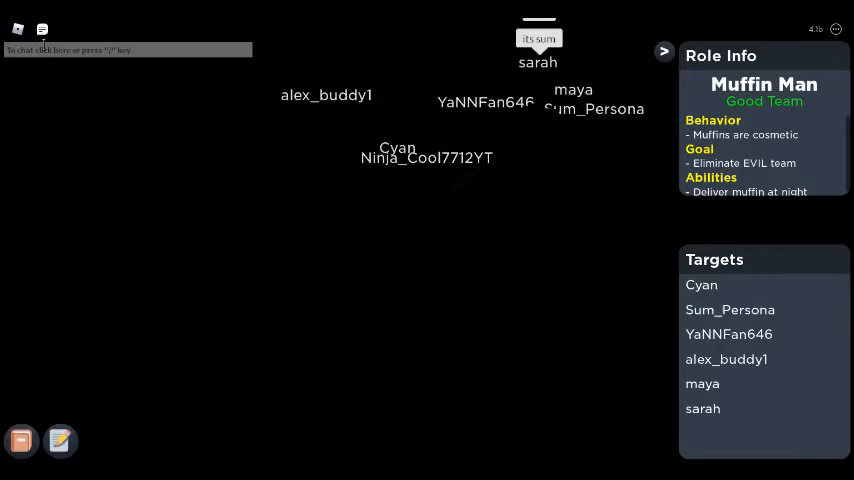 To chat click here or press "/" key
4.1b
its sum
sarah
alex_buddy1
YaNNFan646
maya
Sum_Persona
Cyan
Ninja_Cool7712YT
>
Role Info
Muffin Man
Good Team
Behavior
- Muffins are cosmetic
Goal
- Eliminate EVIL team
Abilities
- Deliver muffin at night
Targets
Cyan
Sum_Persona
YaNNFan646
alex_buddy1
maya
sarah